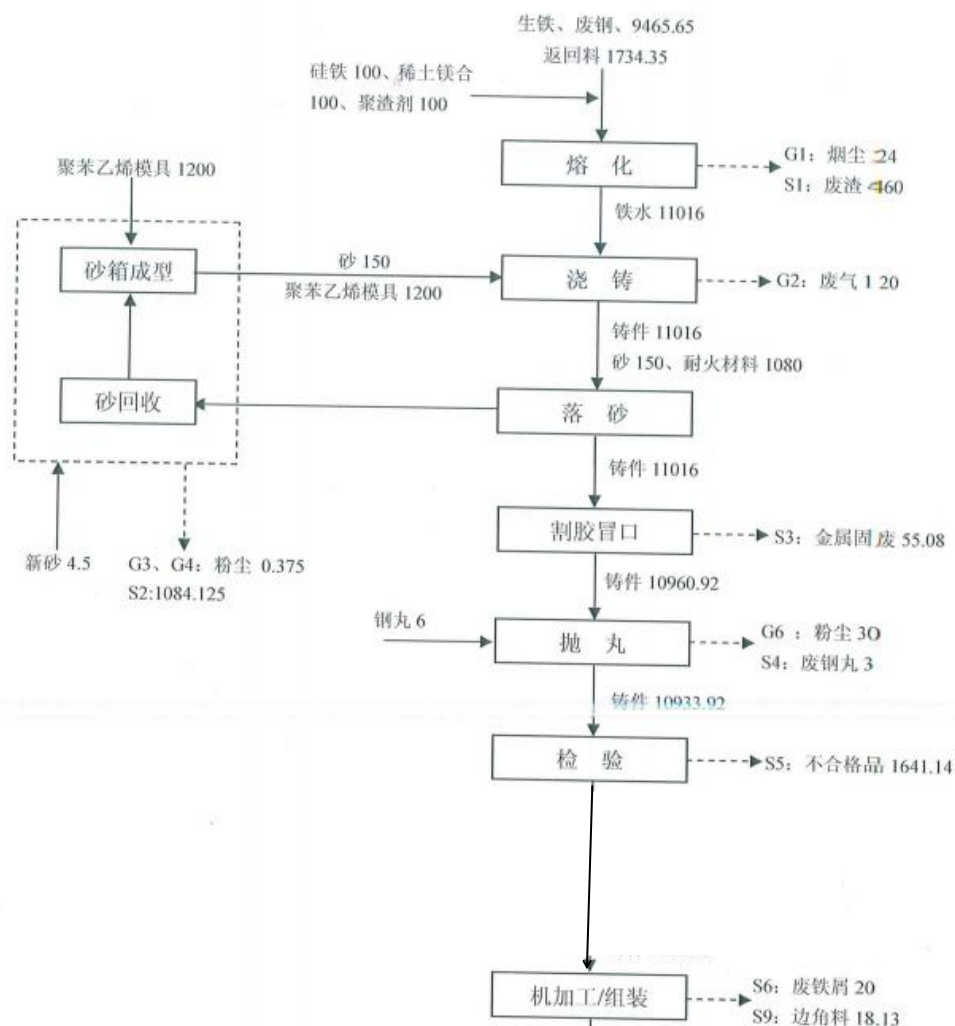 生铁、废钢、9465.65
返回料 1734.35
硅铁 100、稀土镁合
100、聚渣剂 100
熔 化
G1：烟尘 24
S1：废渣 460
聚苯乙烯模具 1200
铁水 11016
砂箱成型
砂 150
聚苯乙烯模具 1200
浇 铸
G2：废气 1 20
铸件 11016
砂 150、耐火材料 1080
砂回收
落 砂
铸件 11016
割胶冒口
S3：金属固废 55.08
新砂 4.5
G3、G4：粉尘 0.375
S2:1084.125
铸件 10960.92
钢丸 6
抛 丸
G6 ：粉尘 30
S4：废钢丸 3
铸件 10933.92
检 验
S5：不合格品 1641.14
机加工/组装
S6：废铁屑 20
S9：边角料 18.13